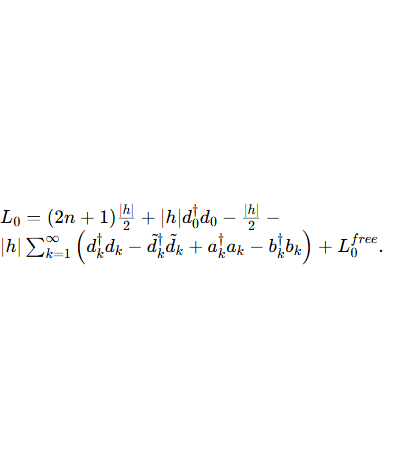 $L_0 = (2n+1)\frac{|h|}{2} + |h|d_0^\dagger d_0 - \frac{|h|}{2} -$
$|h| \sum_{k=1}^{\infty} \left( d_k^\dagger d_k - \tilde{d}_k^\dagger \tilde{d}_k + a_k^\dagger a_k - b_k^\dagger b_k \right) + L_0^{free}.$